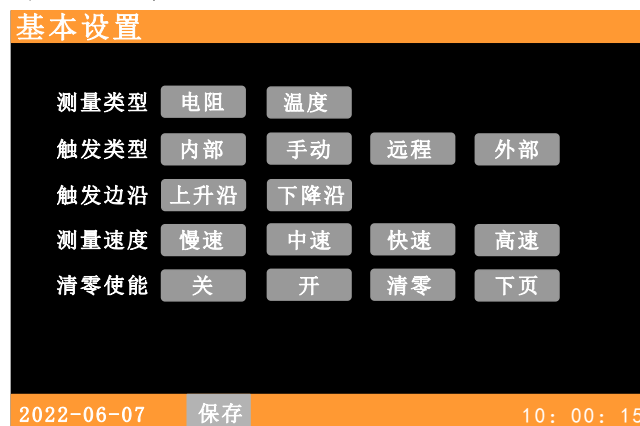 基本设置
测量类型 电阻 温度
触发类型 内部 手动 远程 外部
触发边沿 上升沿 下降沿
测量速度 慢速 中速 快速 高速
清零使能 关 开 清零 下页
2022-06-07 保存 10: 00: 15